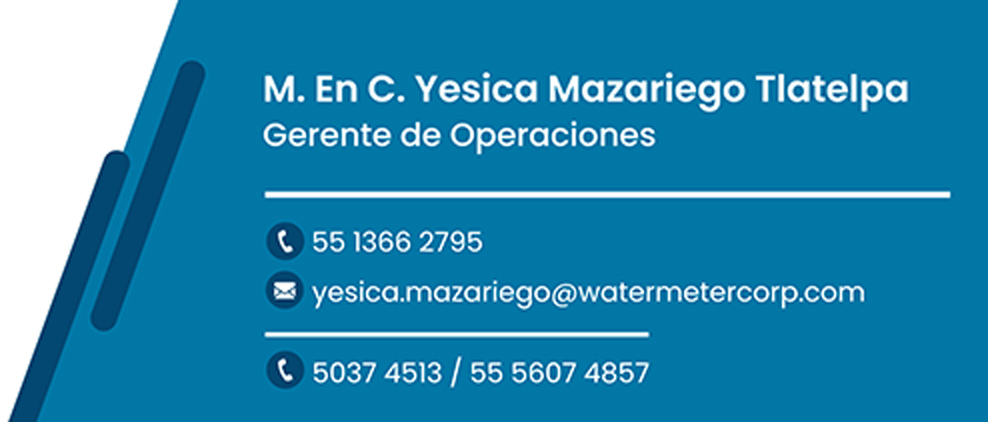 M. En C. Yesica Mazariego Tlatelpa
Gerente de Operaciones
55 1366 2795
yesica.mazariego@watermetercorp.com
5037 4513 / 55 5607 4857